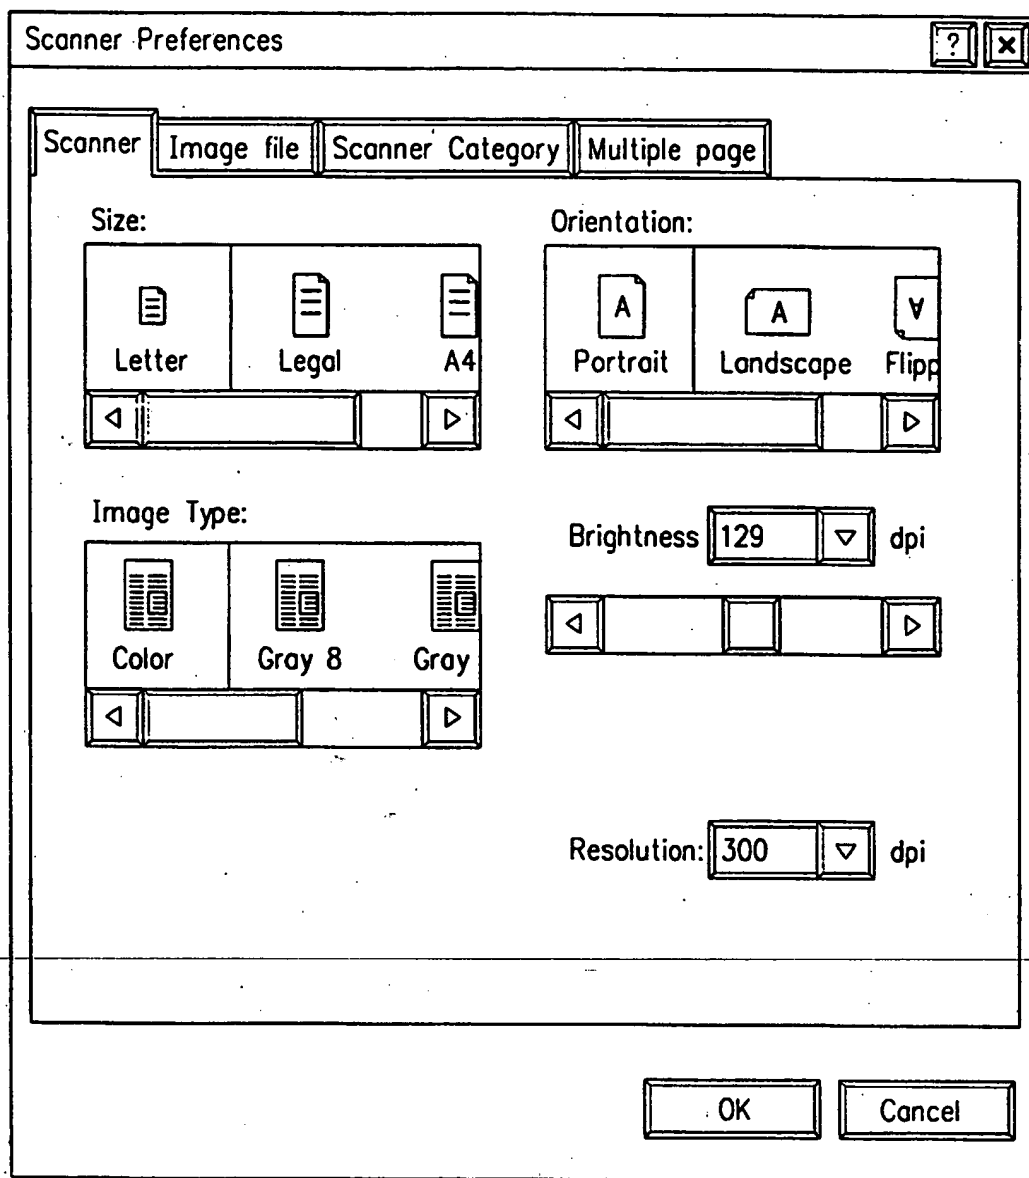 Scanner Preferences ? ×
Scanner Image file Scanner Category Multiple page
Size:
Letter Legal A4
Orientation:
A A A
Portrait Landscape Flipp
Image Type:
Color Gray 8 Gray
Brightness 129 dpi
Resolution: 300 dpi
OK Cancel